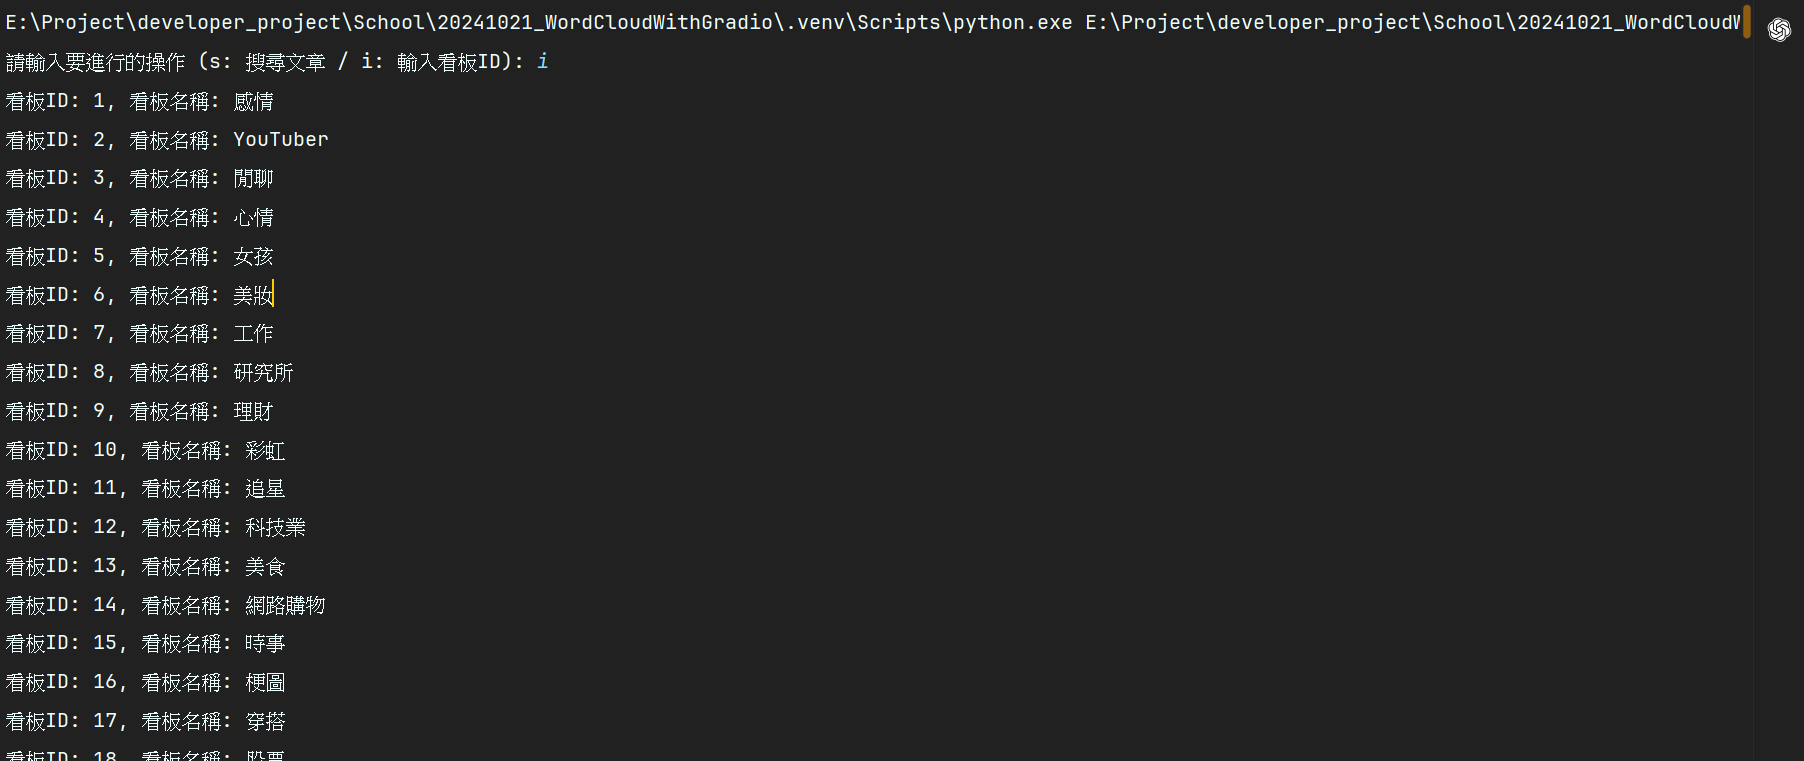 E:\Project\developer_project\School\20241021_WordCloudWithGradio\.venv\Scripts\python.exe E:\Project\developer_project\School\20241021_WordCloudW
請輸入要進行的操作 (s: 搜尋文章 / i: 輸入看板ID): i
看板ID: 1, 看板名稱: 感情
看板ID: 2, 看板名稱: YouTuber
看板ID: 3, 看板名稱: 閒聊
看板ID: 4, 看板名稱: 心情
看板ID: 5, 看板名稱: 女孩
看板ID: 6, 看板名稱: 美妝
看板ID: 7, 看板名稱: 工作
看板ID: 8, 看板名稱: 研究所
看板ID: 9, 看板名稱: 理財
看板ID: 10, 看板名稱: 彩虹
看板ID: 11, 看板名稱: 追星
看板ID: 12, 看板名稱: 科技業
看板ID: 13, 看板名稱: 美食
看板ID: 14, 看板名稱: 網路購物
看板ID: 15, 看板名稱: 時事
看板ID: 16, 看板名稱: 梗圖
看板ID: 17, 看板名稱: 穿搭
看板ID: 18, 看板名稱: 股票